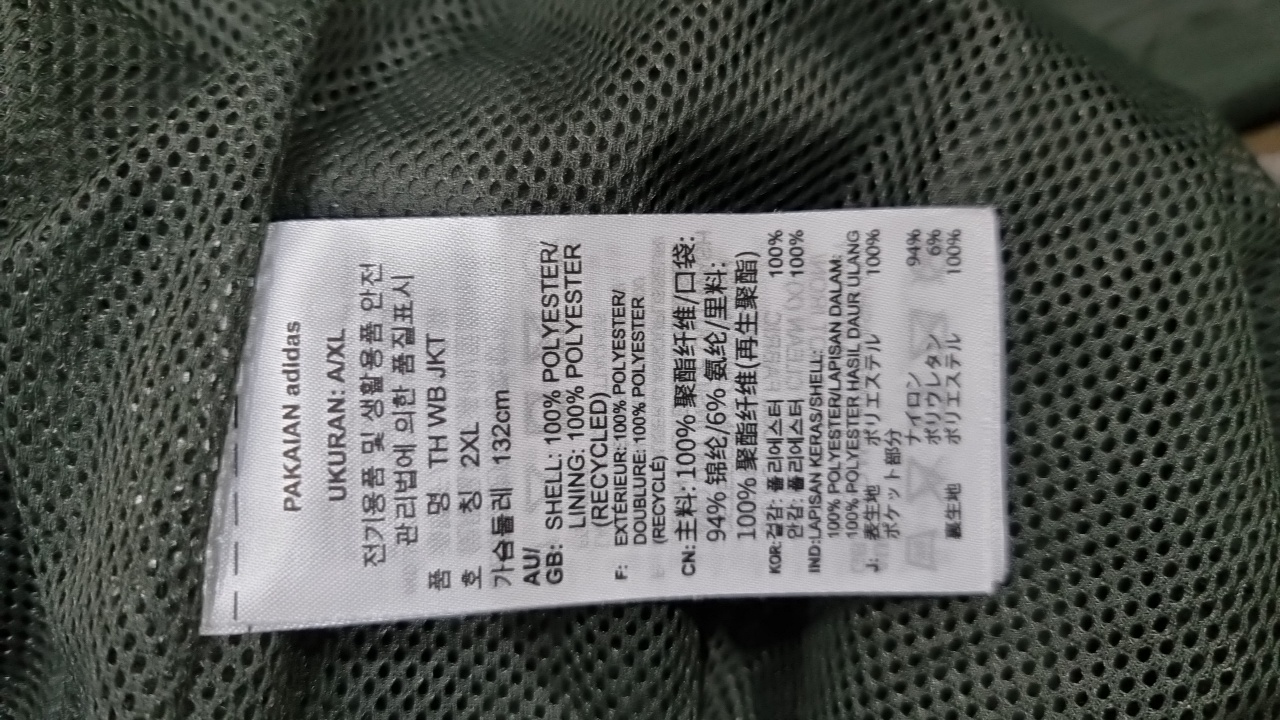 PAKAIAN adidas
UKURAN: A/XL
전기용품 및 생활용품 안전
관리법에 의한 품질표시
품 명 TH WB JKT
호 칭 2XL
가슴둘레 132cm
AU/
GB: SHELL: 100% POLYESTER/
LINING: 100% POLYESTER
(RECYCLED)
F: EXTÉRIEUR: 100% POLYESTER/
DOUBLURE: 100% POLYESTER
(RECYCLÉ)
CN: 主料: 100% 聚酯纤维/口袋:
94% 锦纶/6% 氨纶/里料:
100% 聚酯纤维(再生聚酯)
KOR: 겉감: 폴리에스터 100%
안감: 폴리에스터 100%
IND: LAPISAN KERAS/SHELL:
100% POLYESTER/LAPISAN DALAM:
100% POLYESTER HASIL DAUR ULANG
J: 表生地 ポリエステル 100%
ポケット部分
ナイロン 94%
ポリウレタン 6%
裏生地 ポリエステル 100%